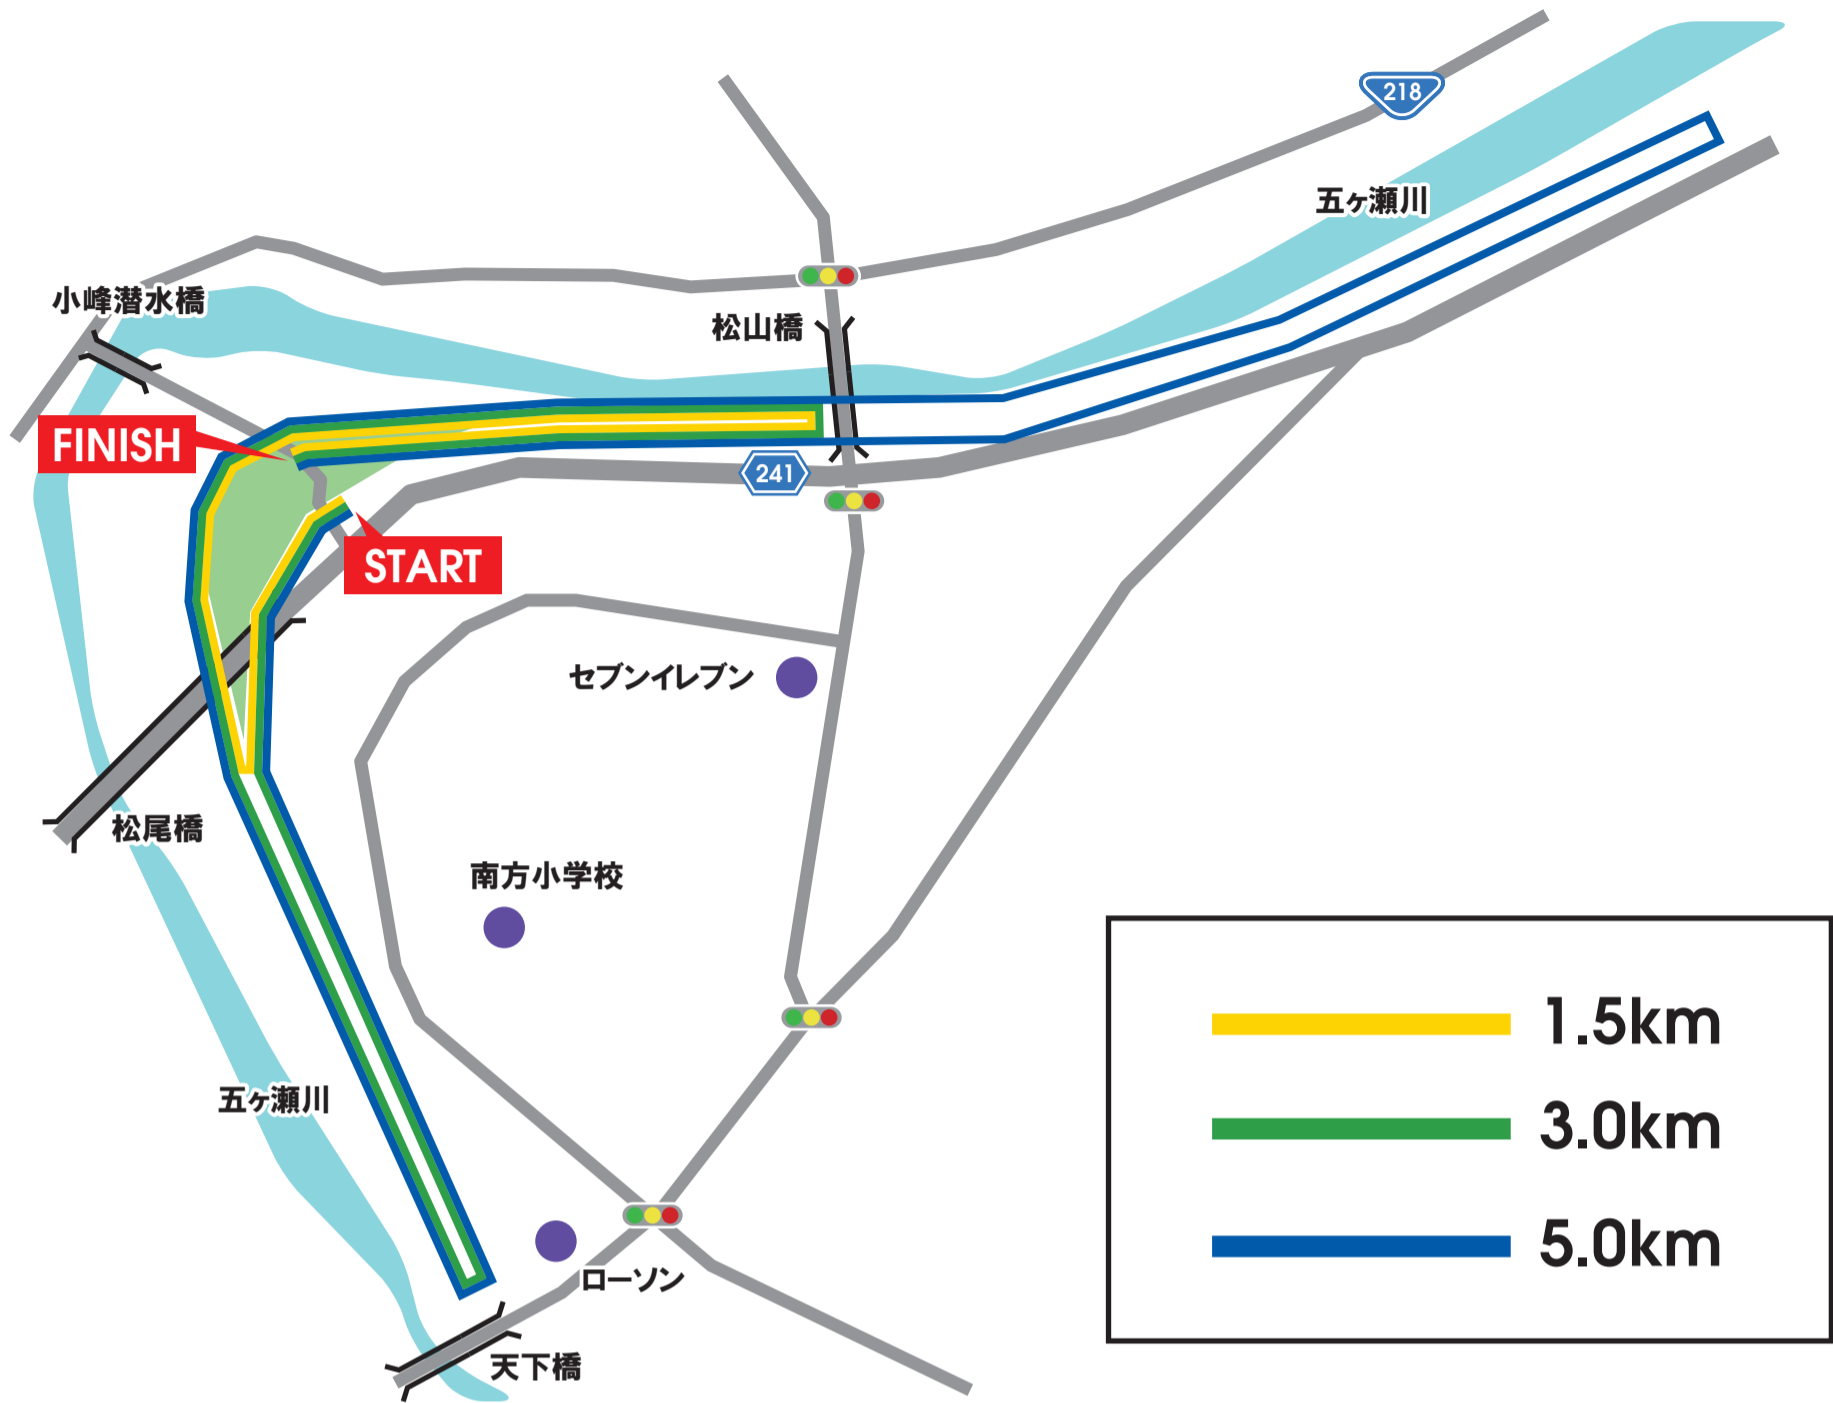 218
五ヶ瀬川
小峰潜水橋
松山橋
FINISH
241
START
セブンイレブン
松尾橋
南方小学校
五ヶ瀬川
ローソン
天下橋
1.5km
3.0km
5.0km